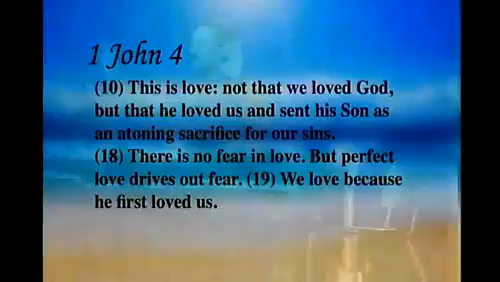 1 John 4
(10) This is love: not that we loved God,
but that he loved us and sent his Son as
an atoning sacrifice for our sins.
(18) There is no fear in love. But perfect
love drives out fear. (19) We love because
he first loved us.